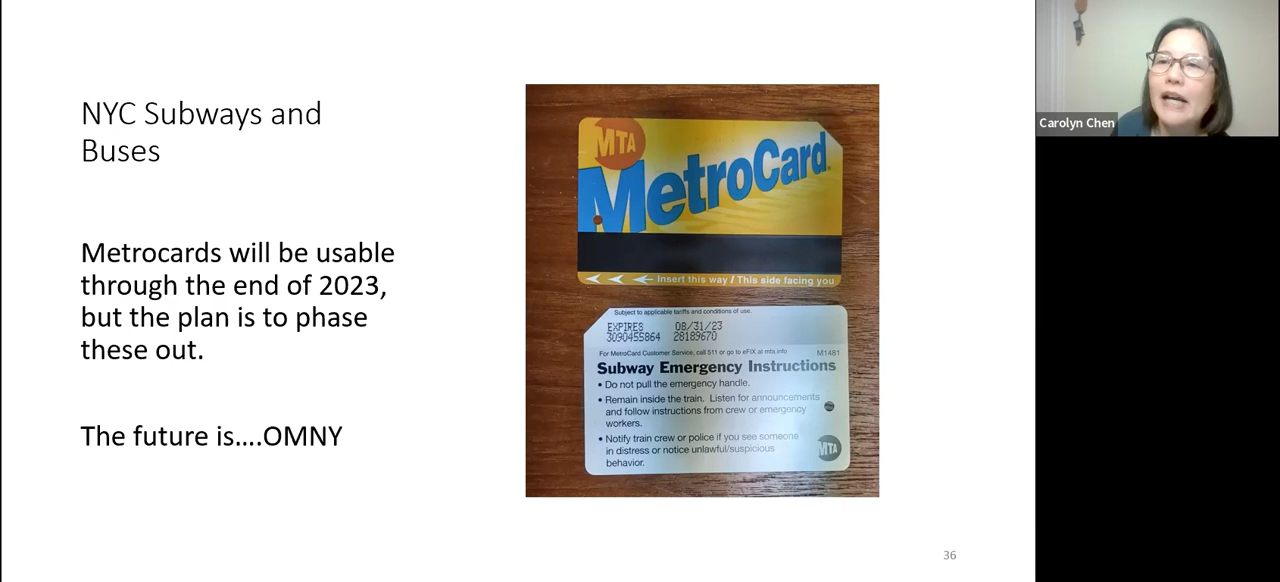 NYC Subways and
Buses
Metrocards will be usable
through the end of 2023,
but the plan is to phase
these out.
The future is....OMNY
MTA
MetroCard
Insert this way / This side facing you
Subject to applicable tariffs and conditions of use.
EXPIRES 08/31/23
3090455864 28189670
For MetroCard Customer Service, call 511 or go to eFIX at mta.info M1481
Subway Emergency Instructions
• Do not pull the emergency handle.
• Remain inside the train. Listen for announcements
and follow instructions from crew or emergency
workers.
• Notify train crew or police if you see someone
in distress or notice unlawful/suspicious
behavior.
MTA
36
Carolyn Chen